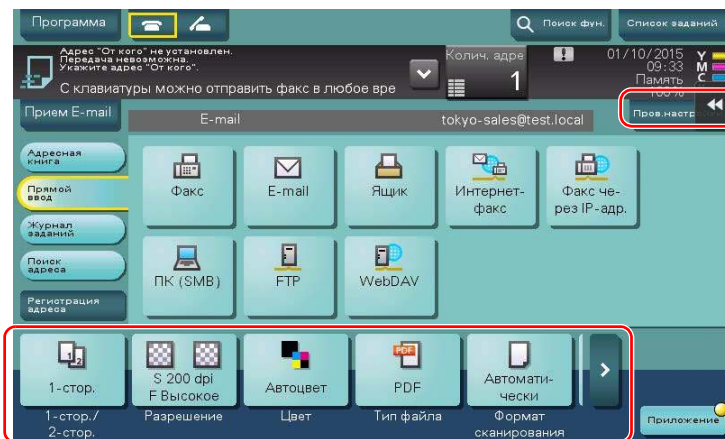 Программа
Поиск фун.
Список заданий
Адрес "От кого" не установлен.
Передача невозможна.
Укажите адрес "От кого".
С клавиатуры можно отправить факс в любое вре
Колич. адре
1
01/10/2015
09:33
Память
100%
Y
M
C
Прием E-mail
E-mail
tokyo-sales@test.local
Пров.настр
Адресная
книга
Прямой
ввод
Журнал
заданий
Поиск
адреса
Регистрация
адреса
Факс
E-mail
Ящик
Интернет-
факс
Факс че-
рез IP-адр.
ПК (SMB)
FTP
WebDAV
1-стор.
S 200 dpi
F Высокое
Автоцвет
PDF
PDF
Автомати-
чески
1-стор./
2-стор.
Разрешение
Цвет
Тип файла
Формат
сканирования
Приложение